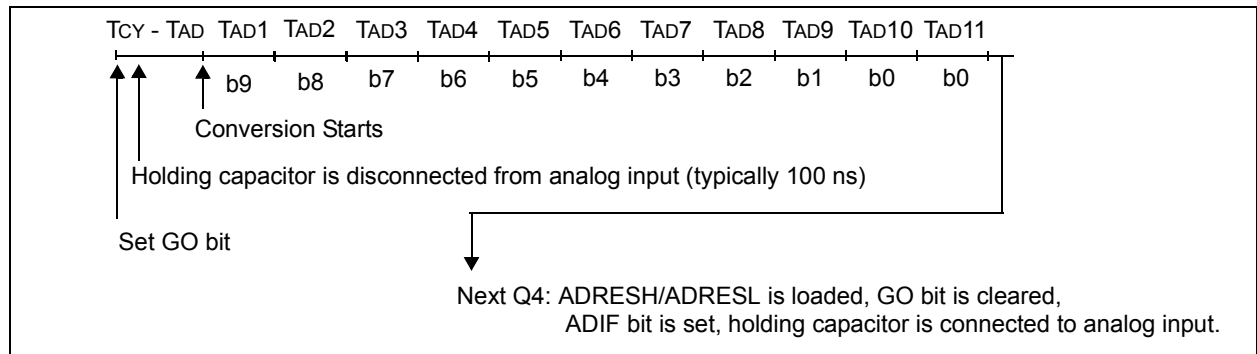 TCY - TAD TAD1 TAD2 TAD3 TAD4 TAD5 TAD6 TAD7 TAD8 TAD9 TAD10 TAD11
b9 b8 b7 b6 b5 b4 b3 b2 b1 b0 b0
Conversion Starts
Holding capacitor is disconnected from analog input (typically 100 ns)
Set GO bit
Next Q4: ADRESH/ADRESL is loaded, GO bit is cleared,
ADIF bit is set, holding capacitor is connected to analog input.